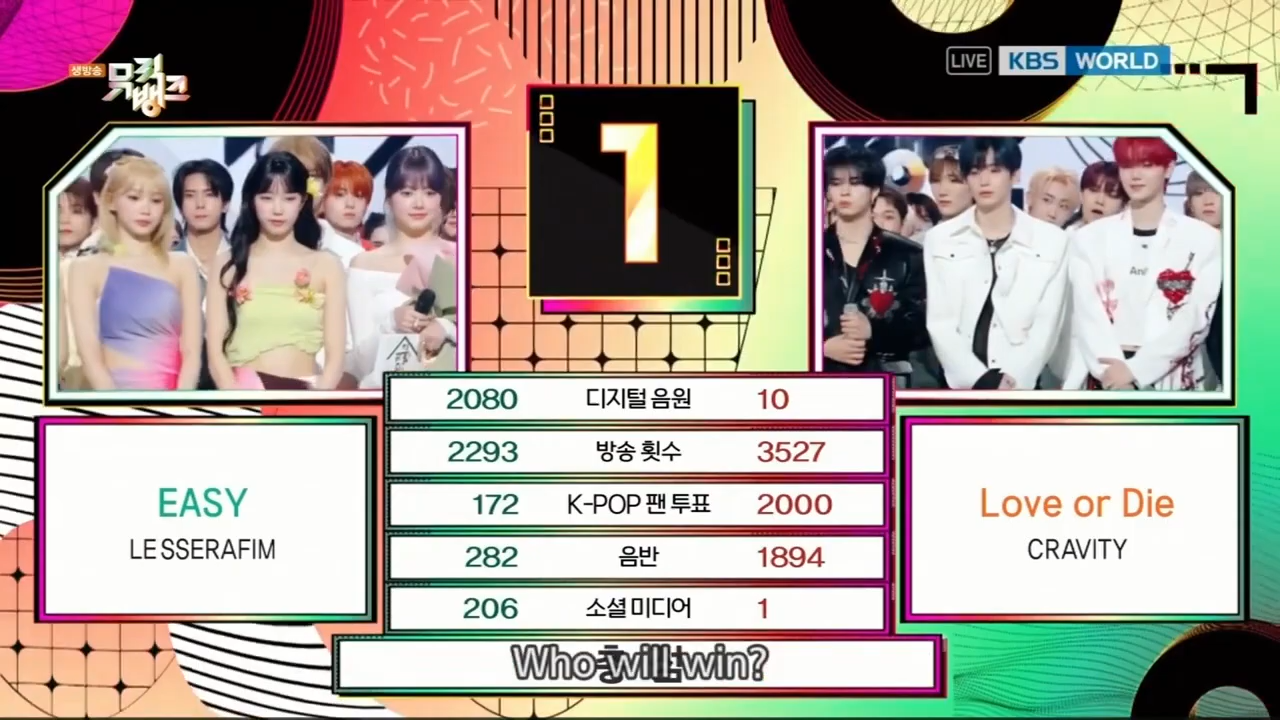 생방송
뮤직
뱅크
LIVE KBS WORLD
1
2080 디지털 음원 10
2293 방송 횟수 3527
172 K-POP 팬 투표 2000
282 음반 1894
206 소셜 미디어 1
EASY
LE SSERAFIM
Love or Die
CRAVITY
Who will win?